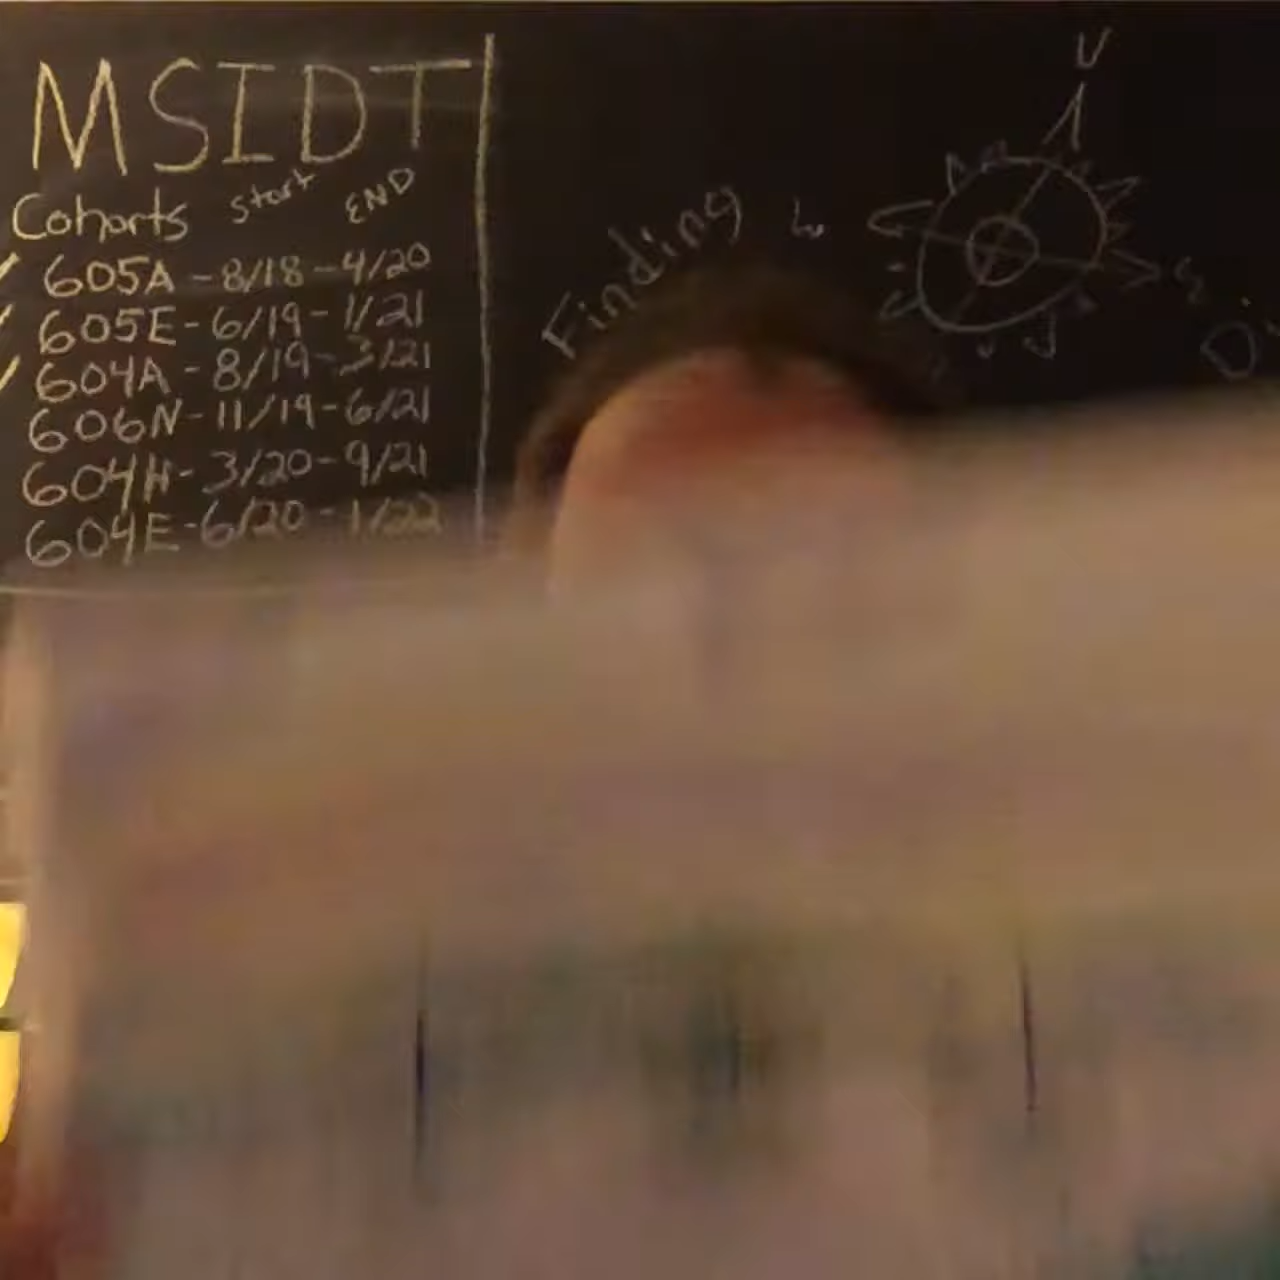 MSIDT
Cohorts start END
605A - 8/18 - 4/20
605E - 6/19 - 1/21
604A - 8/19 - 3/21
606N - 11/19 - 6/21
604H - 3/20 - 9/21
604E - 6/20 - 1/22
Finding